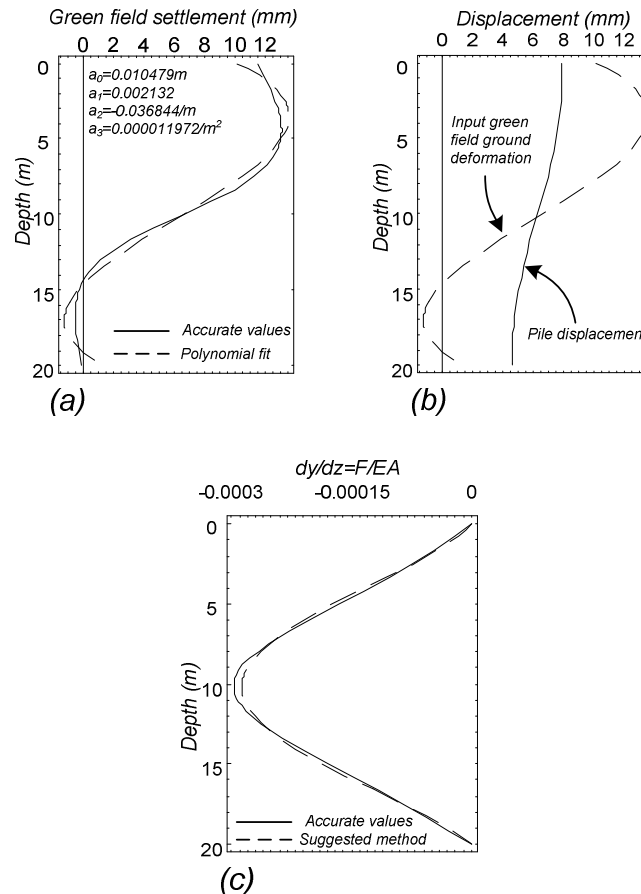 Green field settlement (mm)
0 2 4 6 8 10 12
0
5
10
15
20
Depth (m)
a0=0.010479m
a1=0.002132
a2=-0.036844/m
a3=0.000011972/m2
Accurate values
Polynomial fit
(a)
Displacement (mm)
0 2 4 6 8 10 12
0
5
10
15
20
Depth (m)
Input green
field ground
deformation
Pile displacemen
(b)
dy/dz=F/EA
-0.0003 -0.00015 0
0
5
10
15
20
Depth (m)
Accurate values
Suggested method
(c)